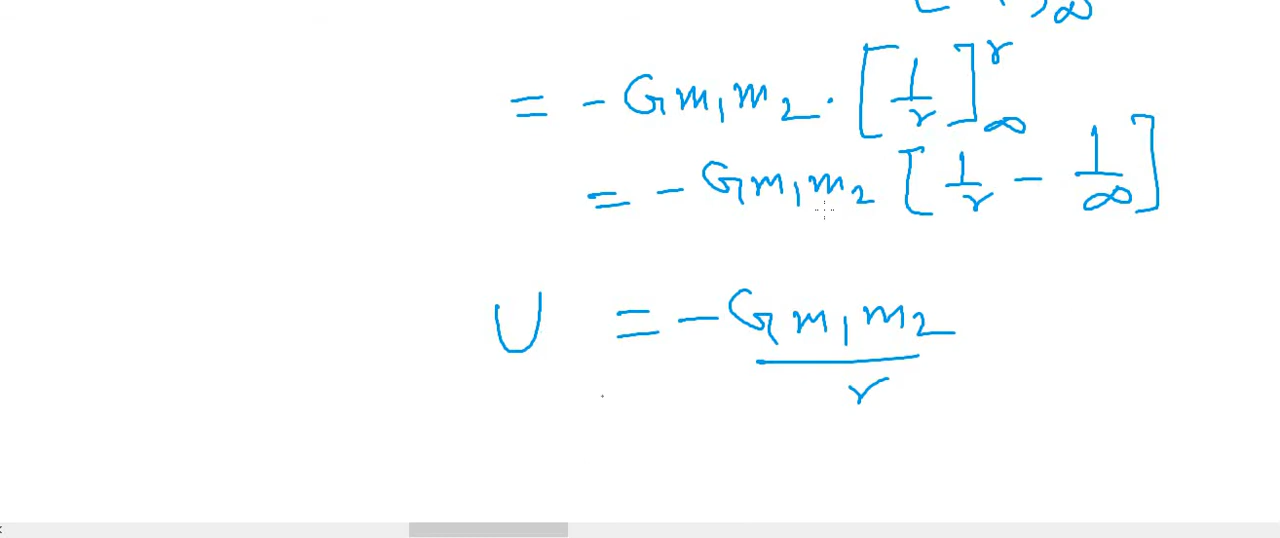 = - Gm₁m₂ · [1/r]^r_∞
= - Gm₁m₂ [1/r - 1/∞]
U = - Gm₁m₂/r